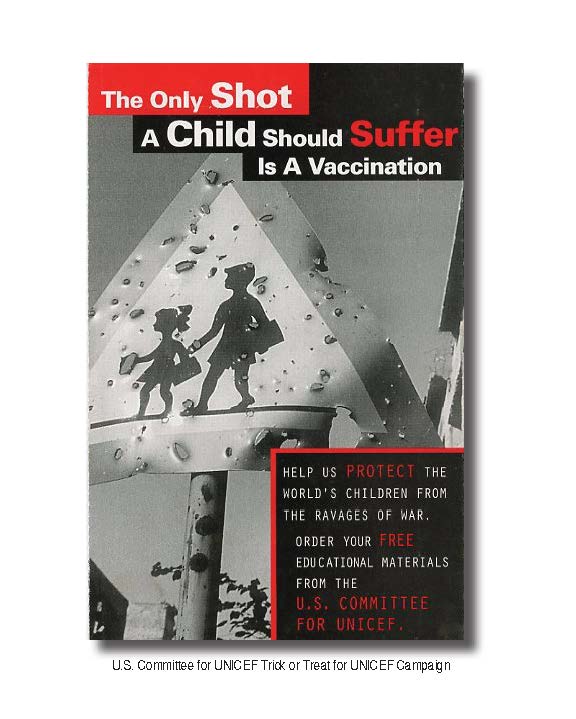 The Only Shot
A Child Should Suffer
Is A Vaccination
HELP US PROTECT THE
WORLD'S CHILDREN FROM
THE RAVAGES OF WAR.
ORDER YOUR FREE
EDUCATIONAL MATERIALS
FROM THE
U.S. COMMITTEE
FOR UNICEF.
U.S. Committee for UNICEF Trick or Treat for UNICEF Campaign